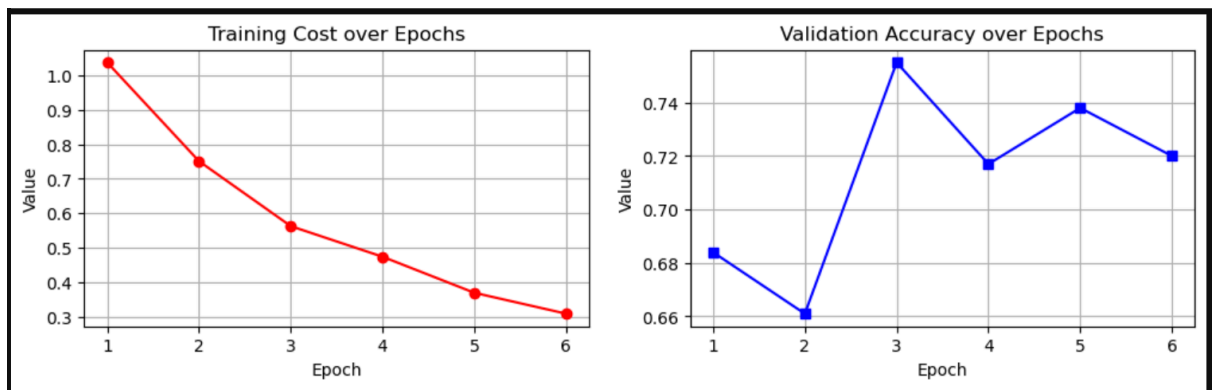 Training Cost over Epochs
1.0
0.9
0.8
0.7
0.6
0.5
0.4
0.3
Value
1 2 3 4 5 6
Epoch
Validation Accuracy over Epochs
0.74
0.72
0.70
0.68
0.66
Value
1 2 3 4 5 6
Epoch